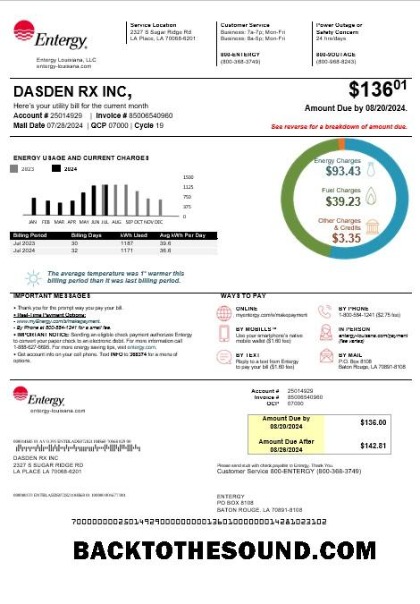 Entergy
Entergy Louisiana, LLC
entergy-louisiana.com
Service Location
2327 S Sugar Ridge Rd
LA Place, LA 70068-6201
Customer Service
Business: 7a-7p; Mon-Fri
800-ENTERGY
(800-368-3749)
Power Outage or
Safety Concern
24 hrs/days
800-9OUTAGE
(800-968-8243)
DASDEN RX INC,
Here's your utility bill for the current month
Account # 25014929 | Invoice # 85006540960
Mail Date 07/28/2024 | QCP 07000 | Cycle 19
$136.01
Amount Due by 08/20/2024.
See reverse for a breakdown of amount due.
ENERGY USAGE AND CURRENT CHARGES
2023 2024
1500
1125
750
375
0
JAN FEB MAR APR MAY JUN JUL AUG SEP OCT NOV DEC
Billing Period Billing Days kWh Used Avg kWh Per Day
Jul 2023 30 1187 39.6
Jul 2024 32 1171 36.6
Energy Charges
$93.43
Fuel Charges
$39.23
Other Charges
& Credits
$3.35
The average temperature was 1° warmer this
billing period than it was last billing period.
IMPORTANT MESSAGES
• Thank you for the prompt way you pay your bill.
• Real-Time Payment Options:
• www.myEntergy.com/makepayment.
• By Phone at 800-584-1241 for a small fee.
• IMPORTANT NOTICE: Sending an eligible check payment authorizes Entergy
to convert your paper check to an electronic debit. For more information call
1-888-627-6695. For more energy saving tips, visit entergy.com.
• Get account info on your cell phone. Text INFO to 368374 for a menu of
options.
WAYS TO PAY
ONLINE
myentergy.com/makepayment
BY PHONE
1-800-584-1241 ($2.75 fee)
BY MOBILE
Use your smartphone's native
mobile wallet ($1.60 fee)
IN PERSON
entergylouisiana.com/payment
(fee varies)
BY TEXT
Reply to a text from Entergy
to pay your bill ($1.60 fee)
BY MAIL
P.O. Box 8108
Baton Rouge, LA 70891-8108
Entergy
entergy-louisiana.com
Account # 25014929
Invoice # 85006540960
QCP 07000
Amount Due by
08/20/2024
$136.00
Amount Due After
08/28/2024
$142.81
DASDEN RX INC
2327 S SUGAR RIDGE RD
LA PLACE LA 70068-6201
Please send stub with check payable to Entergy. Thank You.
Customer Service 800-ENTERGY (800-368-3749)
ENTERGY
PO BOX 8108
BATON ROUGE, LA 70891-8108
BACKTOTHESOUND.COM